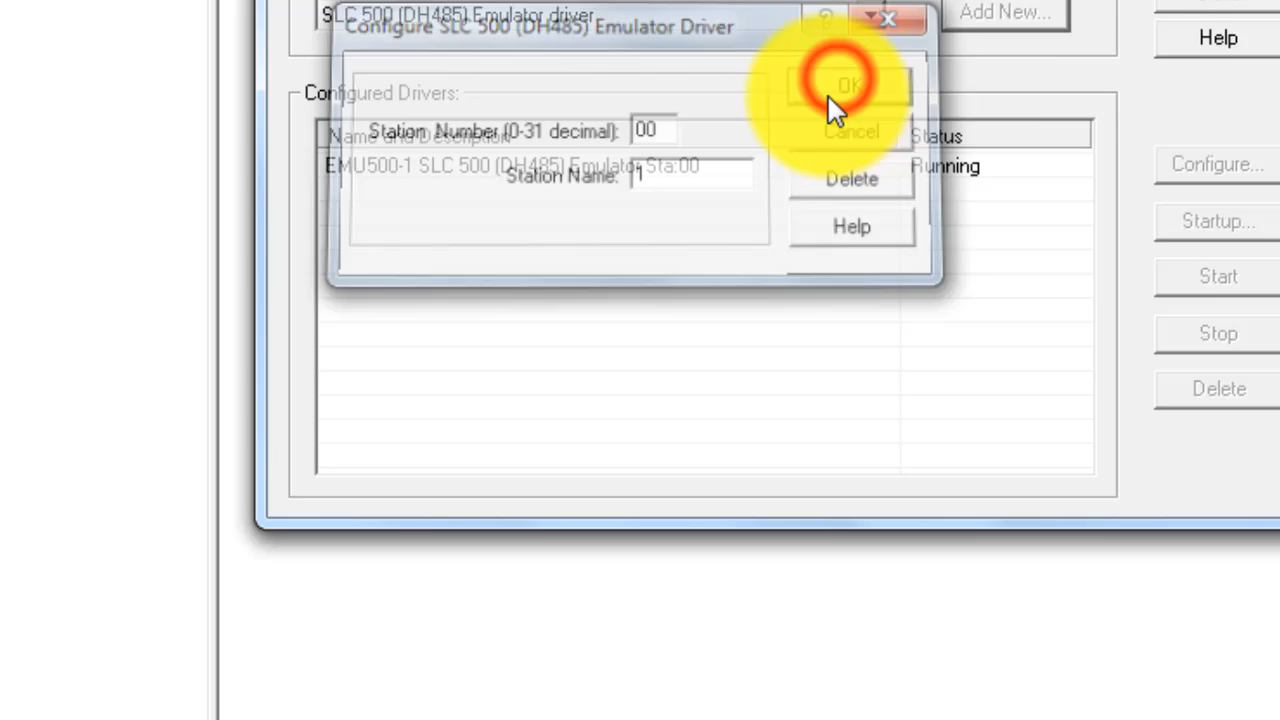 SLC 500 (DH485) Emulator driver
Add New...
Configure SLC 500 (DH485) Emulator Driver
Help
Configured Drivers:
OK
Station Number (0-31 decimal): 00
Cancel
Name and Description
Status
EMU500-1 SLC 500 (DH485) Emulator Sta:00
Running
Configure...
Station Name: 1
Delete
Help
Startup...
Start
Stop
Delete